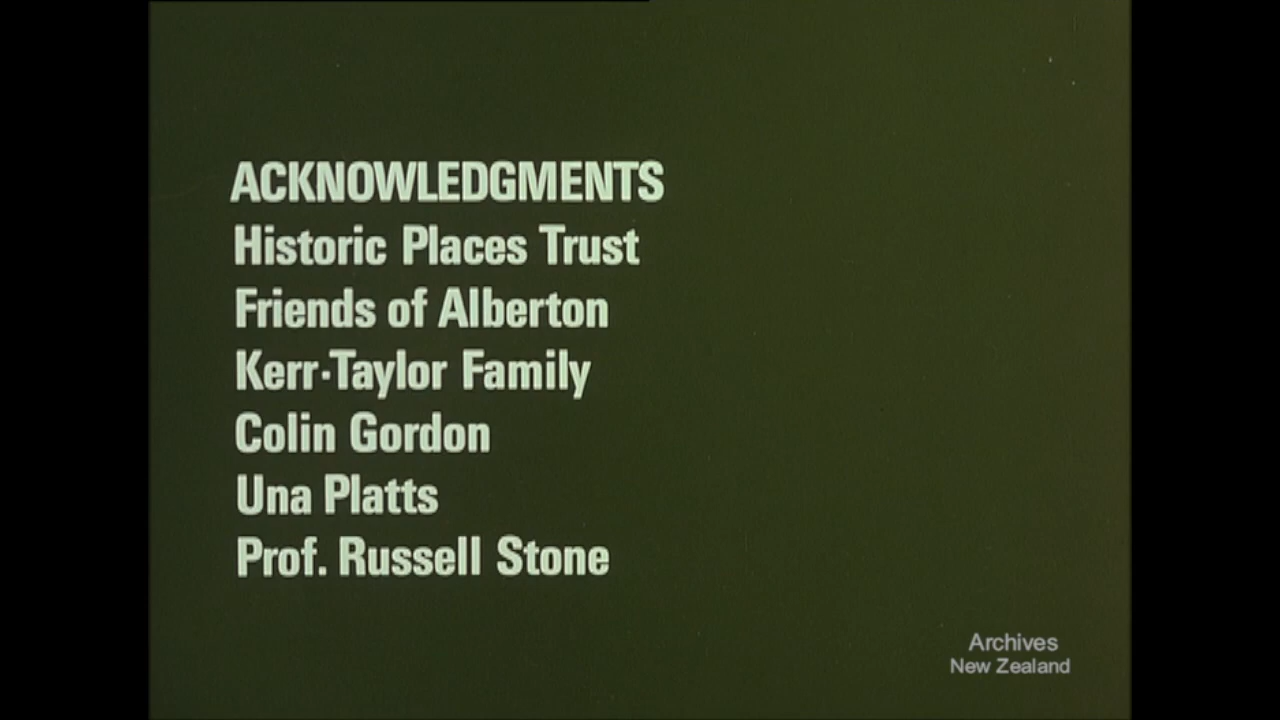 ACKNOWLEDGMENTS
Historic Places Trust
Friends of Alberton
Kerr-Taylor Family
Colin Gordon
Una Platts
Prof. Russell Stone
Archives
New Zealand